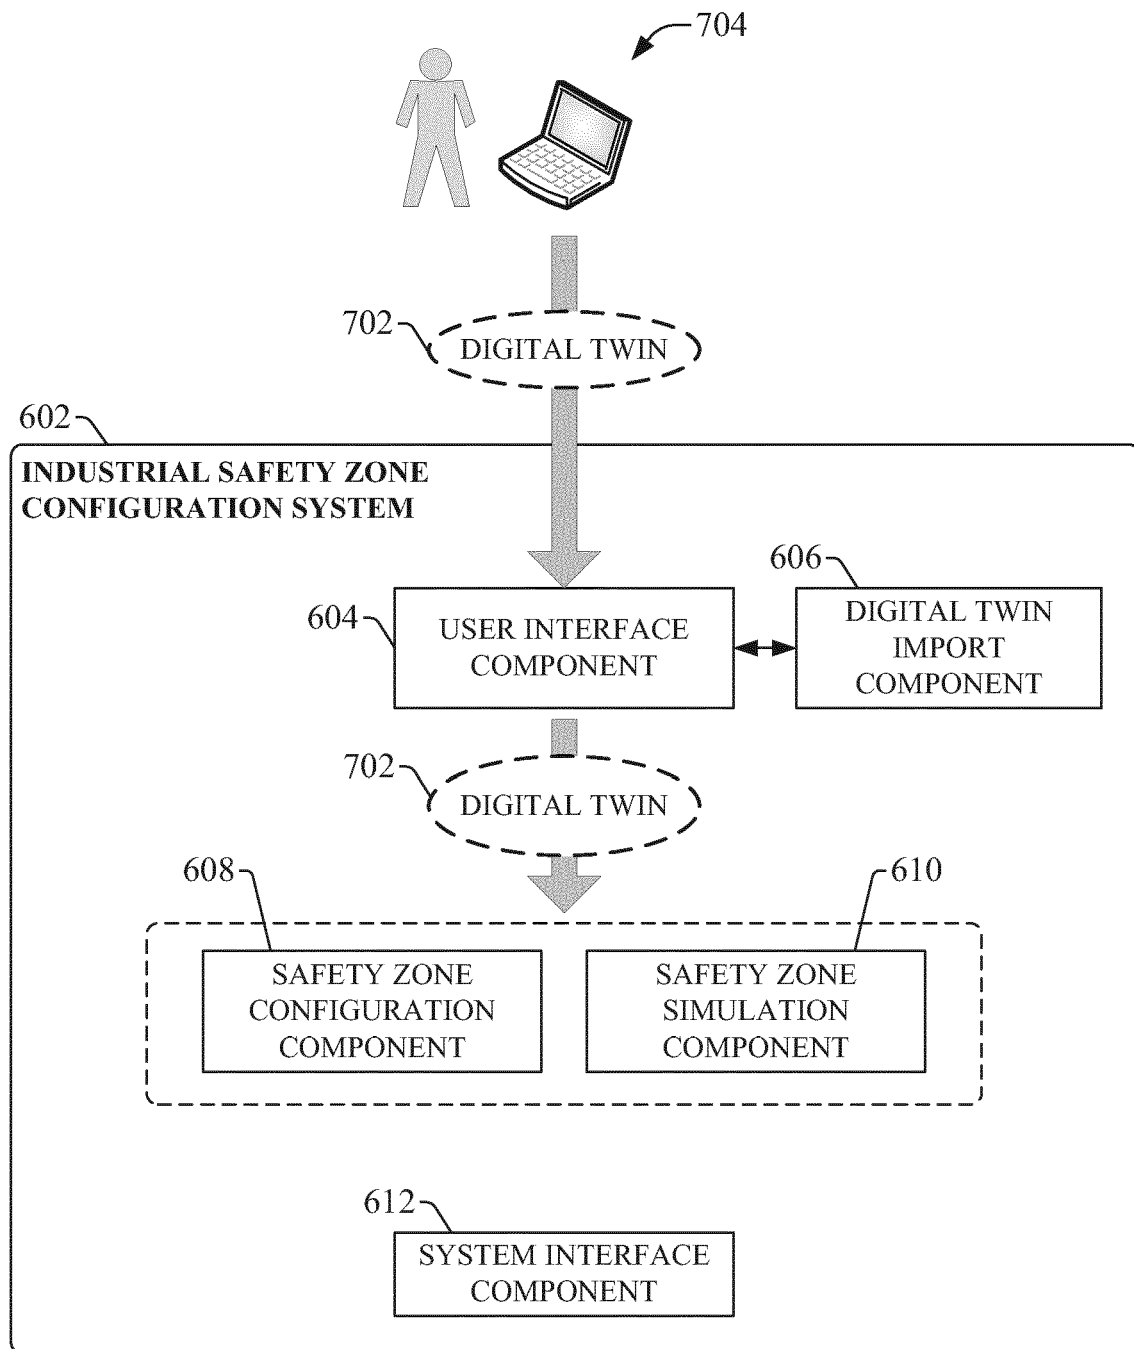 704
702
DIGITAL TWIN
602
INDUSTRIAL SAFETY ZONE
CONFIGURATION SYSTEM
606
604
USER INTERFACE
COMPONENT
DIGITAL TWIN
IMPORT
COMPONENT
702
DIGITAL TWIN
608
610
SAFETY ZONE
CONFIGURATION
COMPONENT
SAFETY ZONE
SIMULATION
COMPONENT
612
SYSTEM INTERFACE
COMPONENT